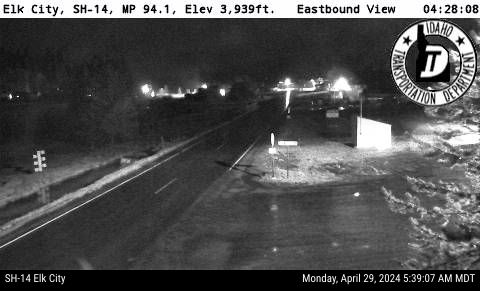 Elk City, SH-14, MP 94.1, Elev 3,939ft. Eastbound View 04:28:08
IDAHO
TRANSPORTATION DEPARTMENT
SH-14 Elk City Monday, April 29, 2024 5:39:07 AM MDT